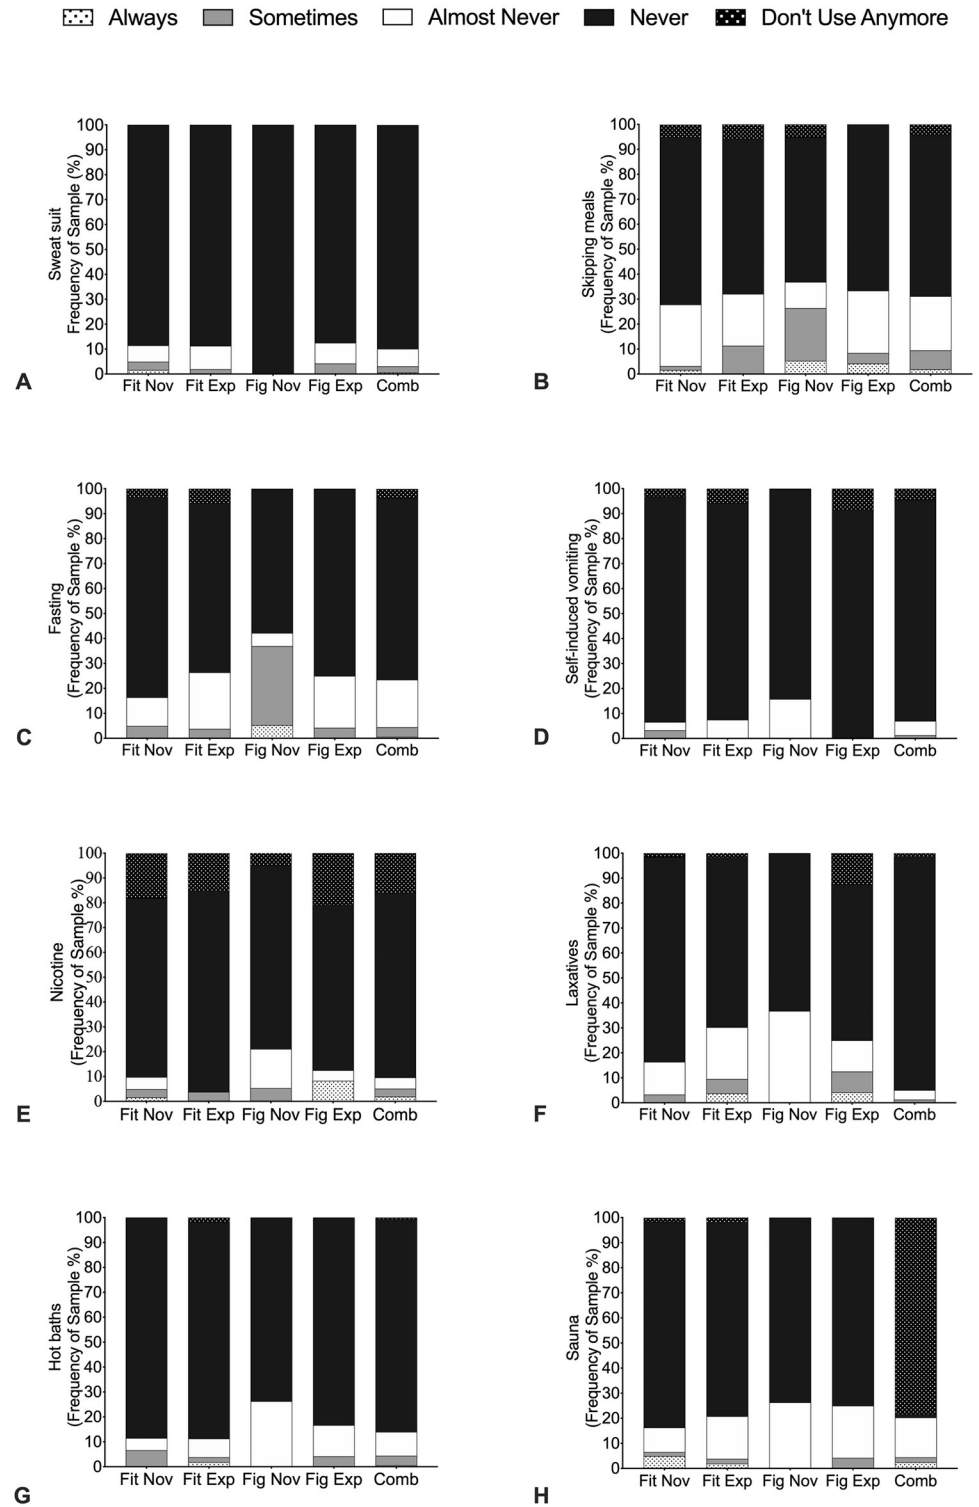 Always Sometimes Almost Never Never Don't Use Anymore
Sweat suit
Frequency of Sample (%)
100
90
80
70
60
50
40
30
20
10
0
Fit Nov Fit Exp Fig Nov Fig Exp Comb
A
Skipping meals
(Frequency of Sample %)
100
90
80
70
60
50
40
30
20
10
0
Fit Nov Fit Exp Fig Nov Fig Exp Comb
B
Fasting
(Frequency of Sample %)
100
90
80
70
60
50
40
30
20
10
0
Fit Nov Fit Exp Fig Nov Fig Exp Comb
C
Self-induced vomiting
(Frequency of Sample %)
100
90
80
70
60
50
40
30
20
10
0
Fit Nov Fit Exp Fig Nov Fig Exp Comb
D
Nicotine
(Frequency of Sample %)
100
90
80
70
60
50
40
30
20
10
0
Fit Nov Fit Exp Fig Nov Fig Exp Comb
E
Laxatives
(Frequency of Sample %)
100
90
80
70
60
50
40
30
20
10
0
Fit Nov Fit Exp Fig Nov Fig Exp Comb
F
Hot baths
(Frequency of Sample %)
100
90
80
70
60
50
40
30
20
10
0
Fit Nov Fit Exp Fig Nov Fig Exp Comb
G
Sauna
(Frequency of Sample %)
100
90
80
70
60
50
40
30
20
10
0
Fit Nov Fit Exp Fig Nov Fig Exp Comb
H